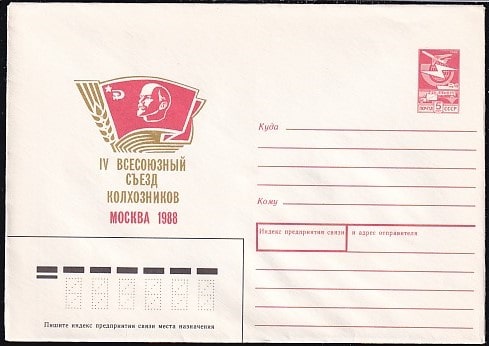 IV ВСЕСОЮЗНЫЙ
СЪЕЗД
КОЛХОЗНИКОВ
МОСКВА 1988
ПОЧТА 5 СССР
Куда
Кому
Индекс предприятия связи и адрес отправителя
Пишите индекс предприятия связи места назначения